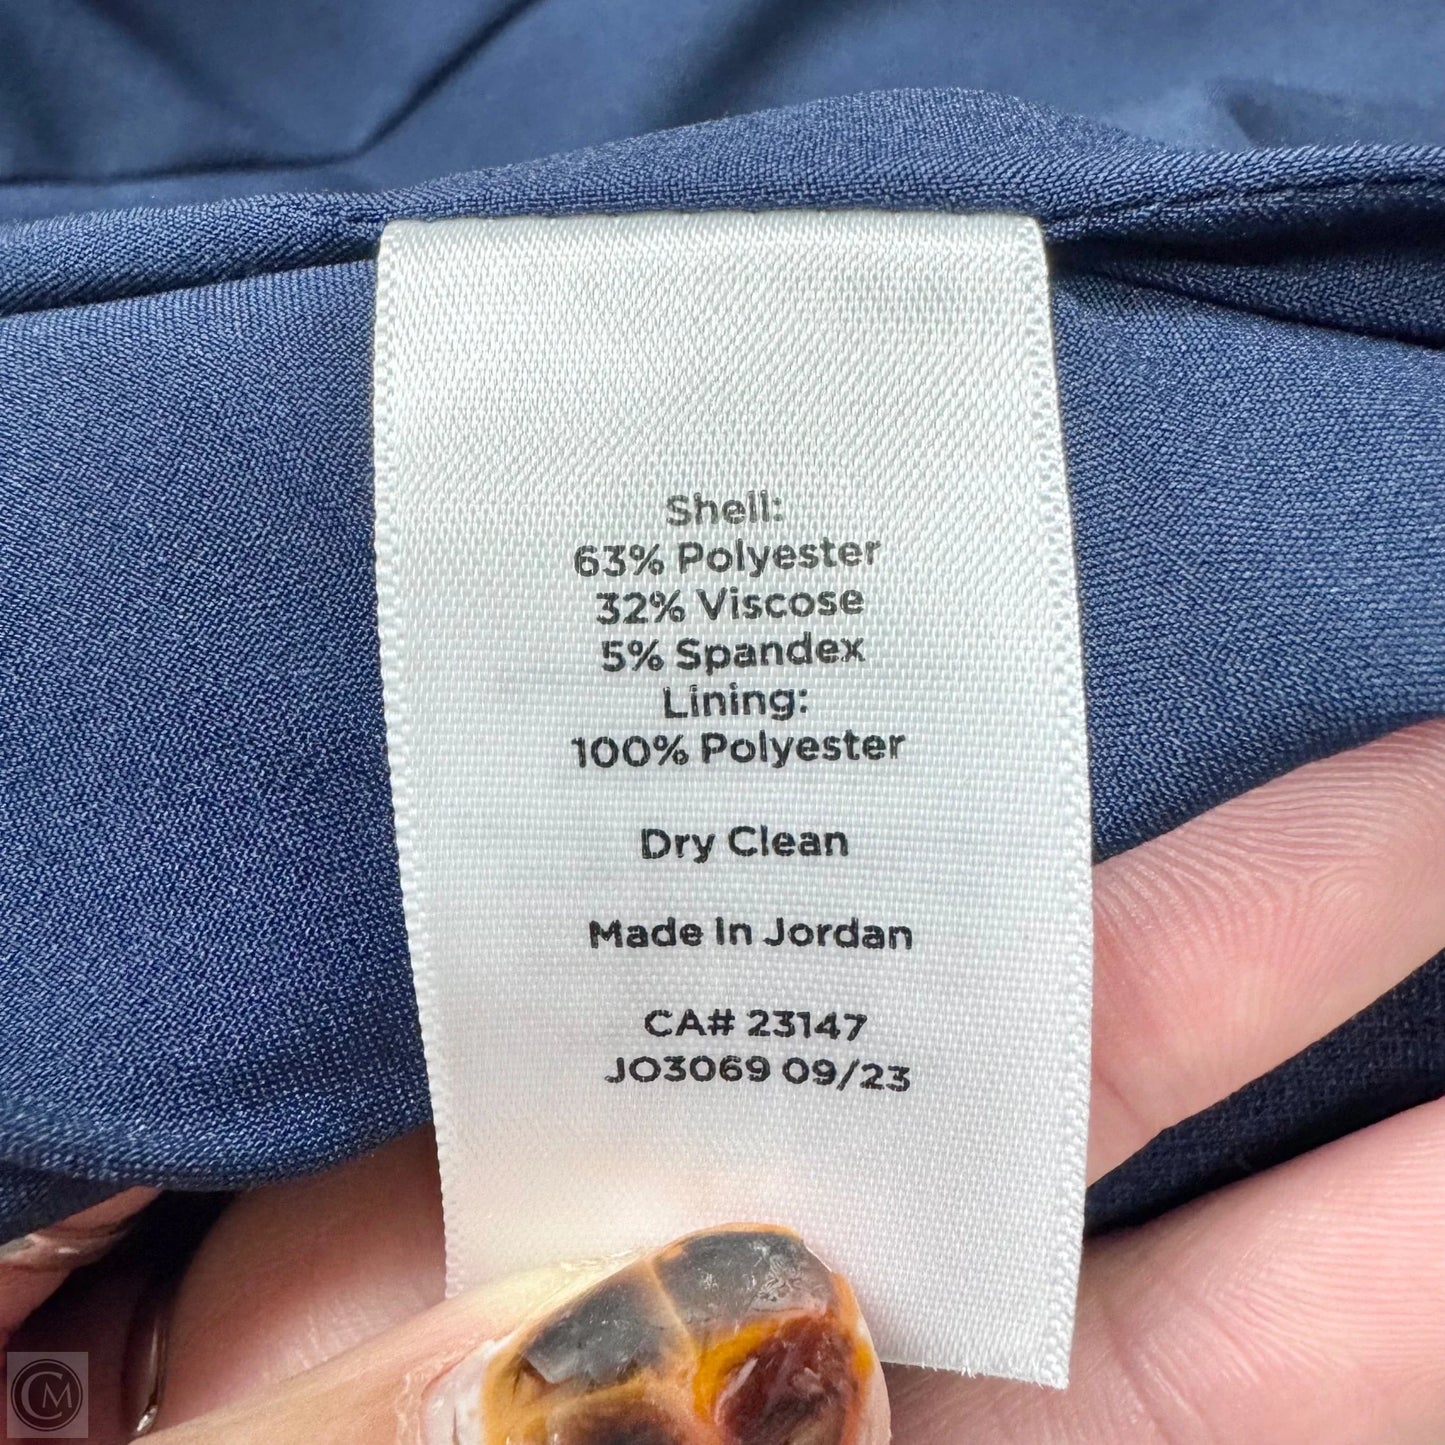 Shell:
63% Polyester
32% Viscose
5% Spandex
Lining:
100% Polyester
Dry Clean
Made In Jordan
CA# 23147
JO3069 09/23
CM